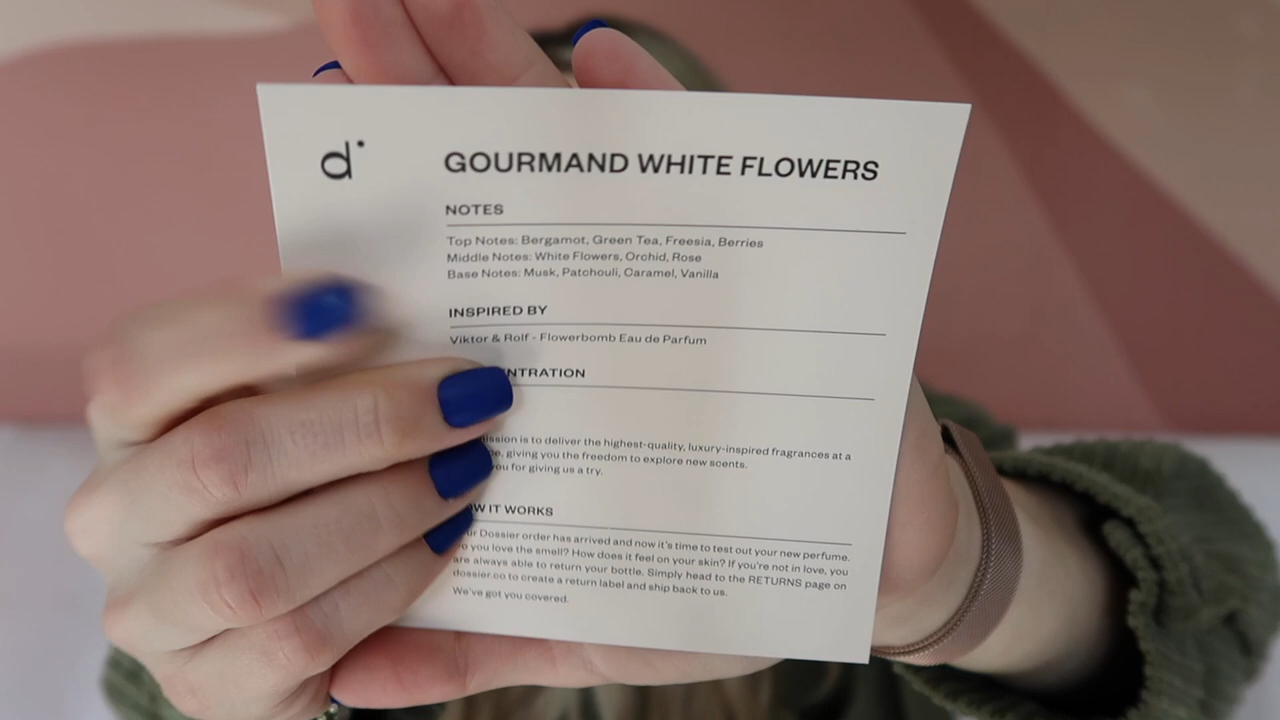 d•
GOURMAND WHITE FLOWERS
NOTES
Top Notes: Bergamot, Green Tea, Freesia, Berries
Middle Notes: White Flowers, Orchid, Rose
Base Notes: Musk, Patchouli, Caramel, Vanilla
INSPIRED BY
Viktor & Rolf - Flowerbomb Eau de Parfum
is to deliver the highest-quality, luxury-inspired fragrances at a
giving you the freedom to explore new scents.
for giving us a try.
IT WORKS
Dossier order has arrived and now it's time to test out your new perfume.
you love the smell? How does it feel on your skin? If you're not in love, you
are always able to return your bottle. Simply head to the RETURNS page on
dossier.co to create a return label and ship back to us.
We've got you covered.